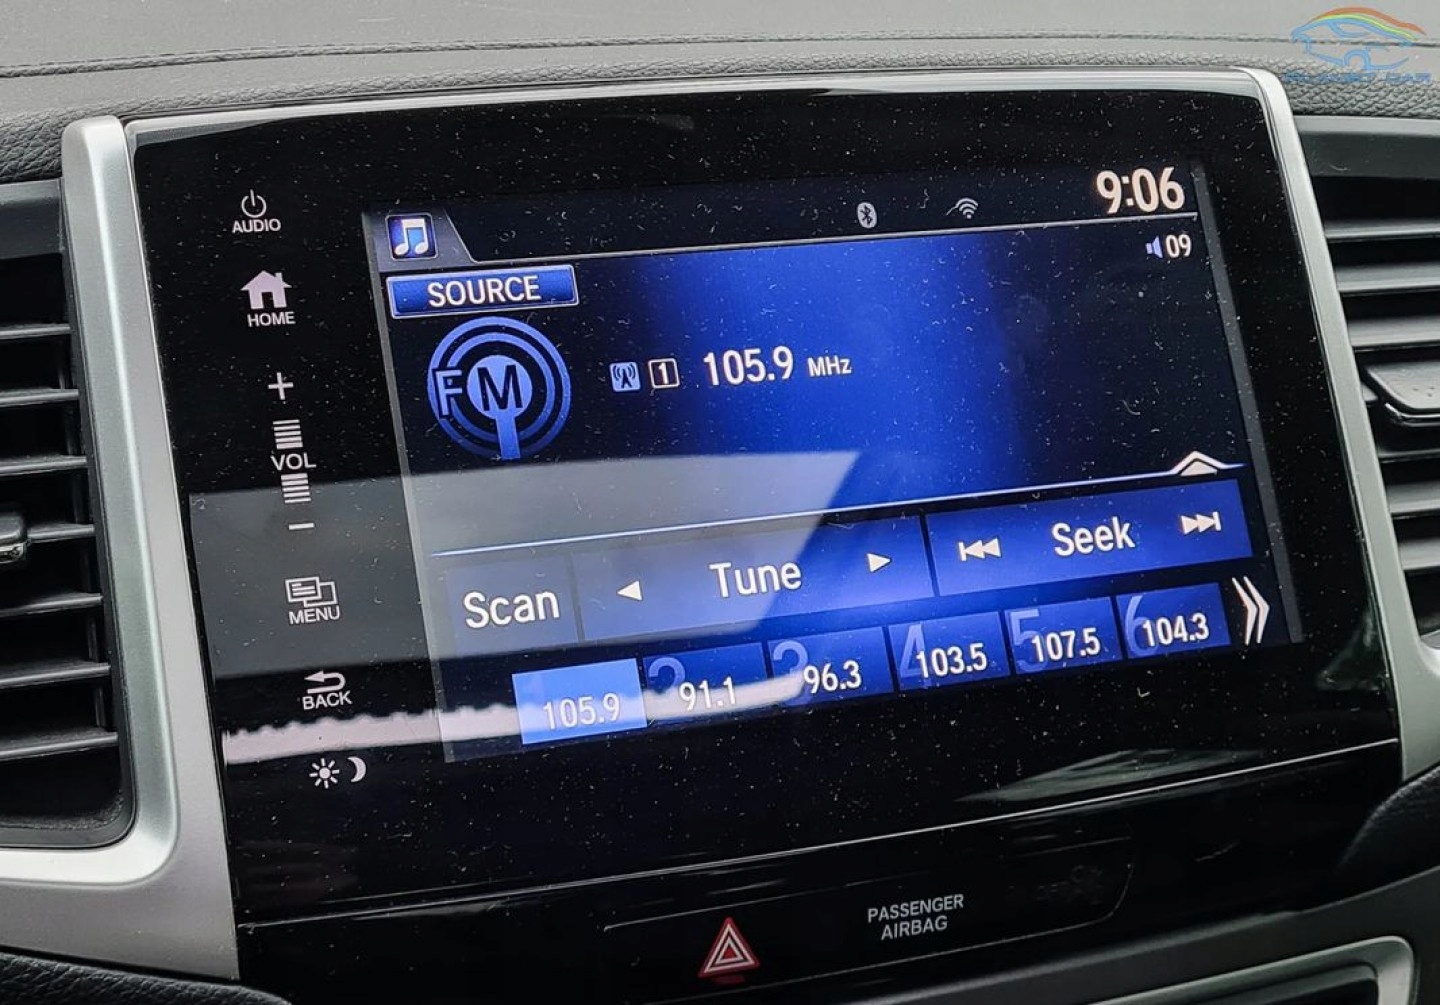 9:06
AUDIO
09
SOURCE
HOME
FM
1 105.9 MHz
VOL
Scan Tune Seek
MENU
1 2 3 4 5 6
105.9 91.1 96.3 103.5 107.5 104.3
BACK
PASSENGER
AIRBAG